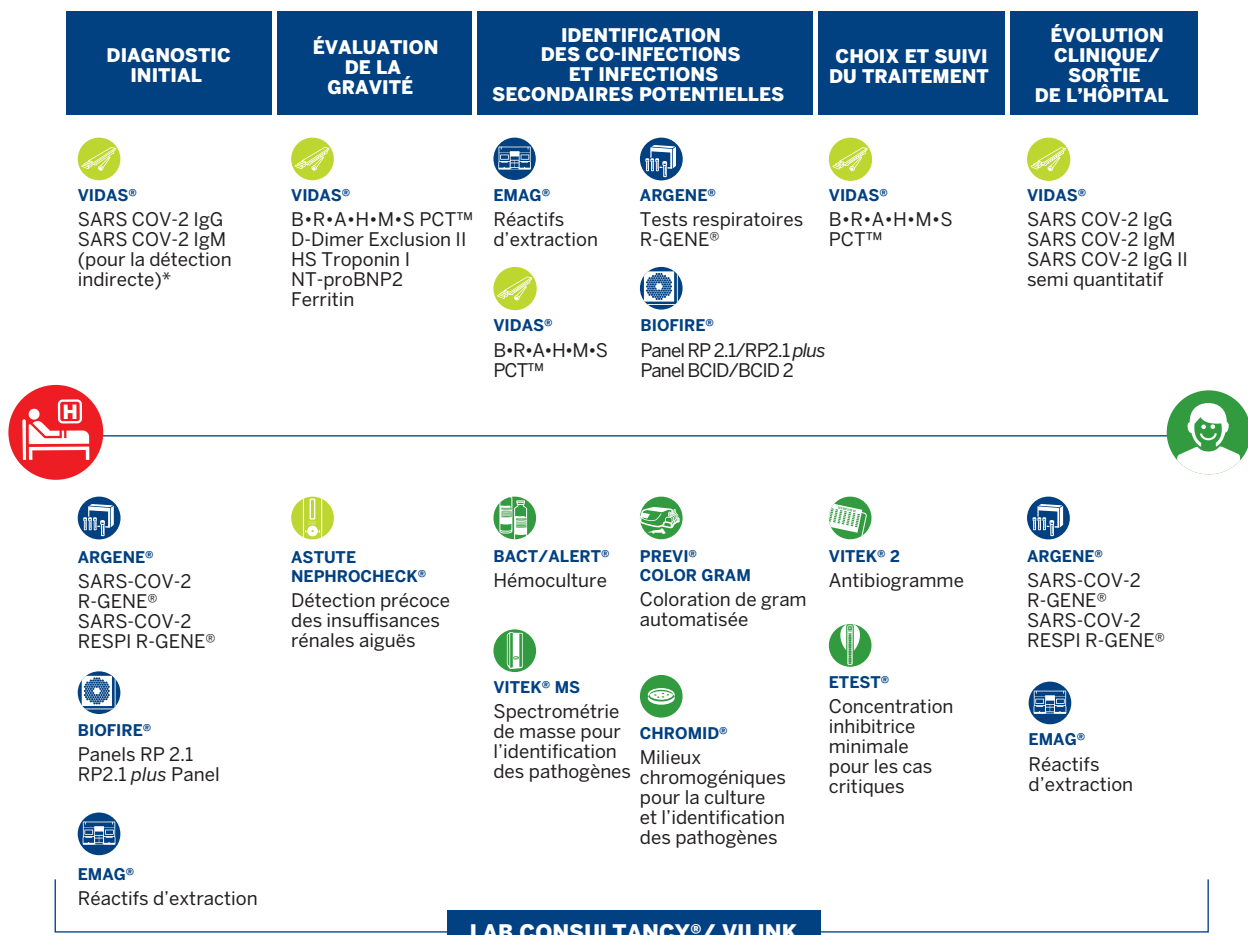 DIAGNOSTIC
INITIAL
ÉVALUATION
DE LA
GRAVITÉ
IDENTIFICATION
DES CO-INFECTIONS
ET INFECTIONS
SECONDAIRES POTENTIELLES
CHOIX ET SUIVI
DU TRAITEMENT
ÉVOLUTION
CLINIQUE/
SORTIE
DE L'HÔPITAL
VIDAS®
SARS COV-2 IgG
SARS COV-2 IgM
(pour la détection
indirecte)*
VIDAS®
B•R•A•H•M•S PCT™
D-Dimer Exclusion II
HS Troponin I
NT-proBNP2
Ferritin
EMAG®
Réactifs
d'extraction
VIDAS®
B•R•A•H•M•S
PCT™
ARGENE®
Tests respiratoires
R-GENE®
BIOFIRE®
Panel RP 2.1/RP2.1 plus
Panel BCID/BCID 2
VIDAS®
B•R•A•H•M•S
PCT™
VIDAS®
SARS COV-2 IgG
SARS COV-2 IgM
SARS COV-2 IgG II
semi quantitatif
H
ARGENE®
SARS-COV-2
R-GENE®
SARS-COV-2
RESPI R-GENE®
BIOFIRE®
Panels RP 2.1
RP2.1 plus Panel
EMAG®
Réactifs d'extraction
ASTUTE
NEPHROCHECK®
Détection précoce
des insuffisances
rénales aiguës
BACT/ALERT®
Hémoculture
VITEK® MS
Spectrométrie
de masse pour
l'identification
des pathogènes
PREVI®
COLOR GRAM
Coloration de gram
automatisée
CHROMID®
Milieux
chromogéniques
pour la culture
et l'identification
des pathogènes
VITEK® 2
Antibiogramme
ETEST®
Concentration
inhibitrice
minimale
pour les cas
critiques
ARGENE®
SARS-COV-2
R-GENE®
SARS-COV-2
RESPI R-GENE®
EMAG®
Réactifs
d'extraction
LAB CONSULTANCY®/ VILINK